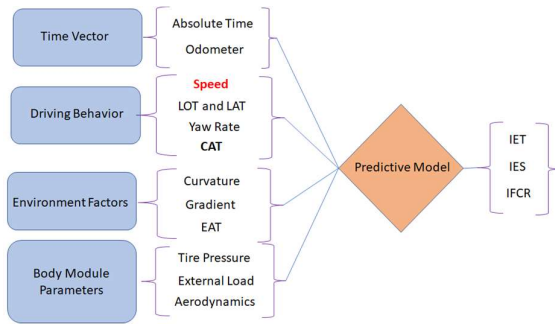 Time Vector
Absolute Time
Odometer
Driving Behavior
Speed
LOT and LAT
Yaw Rate
CAT
Environment Factors
Curvature
Gradient
EAT
Body Module
Parameters
Tire Pressure
External Load
Aerodynamics
Predictive Model
IET
IES
IFCR